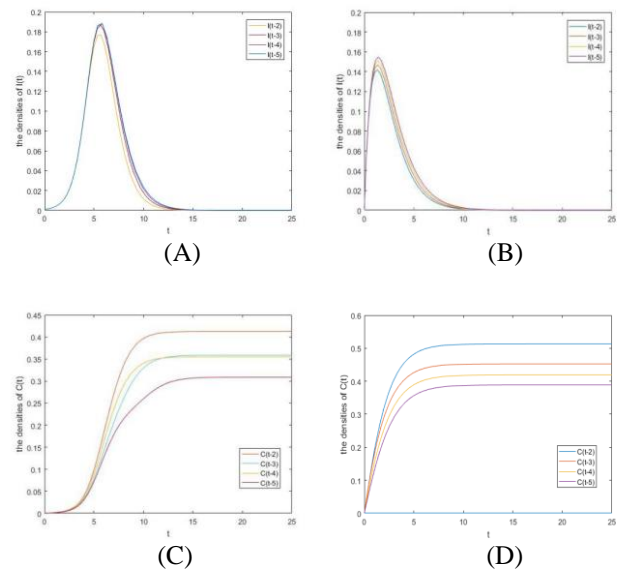 0.2
0.18
0.16
0.14
0.12
0.1
0.08
0.06
0.04
0.02
0
the densities of I(t)
I(t-2)
I(t-3)
I(t-4)
I(t-5)
0 5 10 15 20 25
t
(A)
0.2
0.18
0.16
0.14
0.12
0.1
0.08
0.06
0.04
0.02
0
the densities of I(t)
I(t-2)
I(t-3)
I(t-4)
I(t-5)
0 5 10 15 20 25
t
(B)
0.45
0.4
0.35
0.3
0.25
0.2
0.15
0.1
0.05
0
the densities of C(t)
C(t-2)
C(t-3)
C(t-4)
C(t-5)
0 5 10 15 20 25
t
(C)
0.6
0.5
0.4
0.3
0.2
0.1
0
the densities of C(t)
C(t-2)
C(t-3)
C(t-4)
C(t-5)
0 5 10 15 20 25
t
(D)